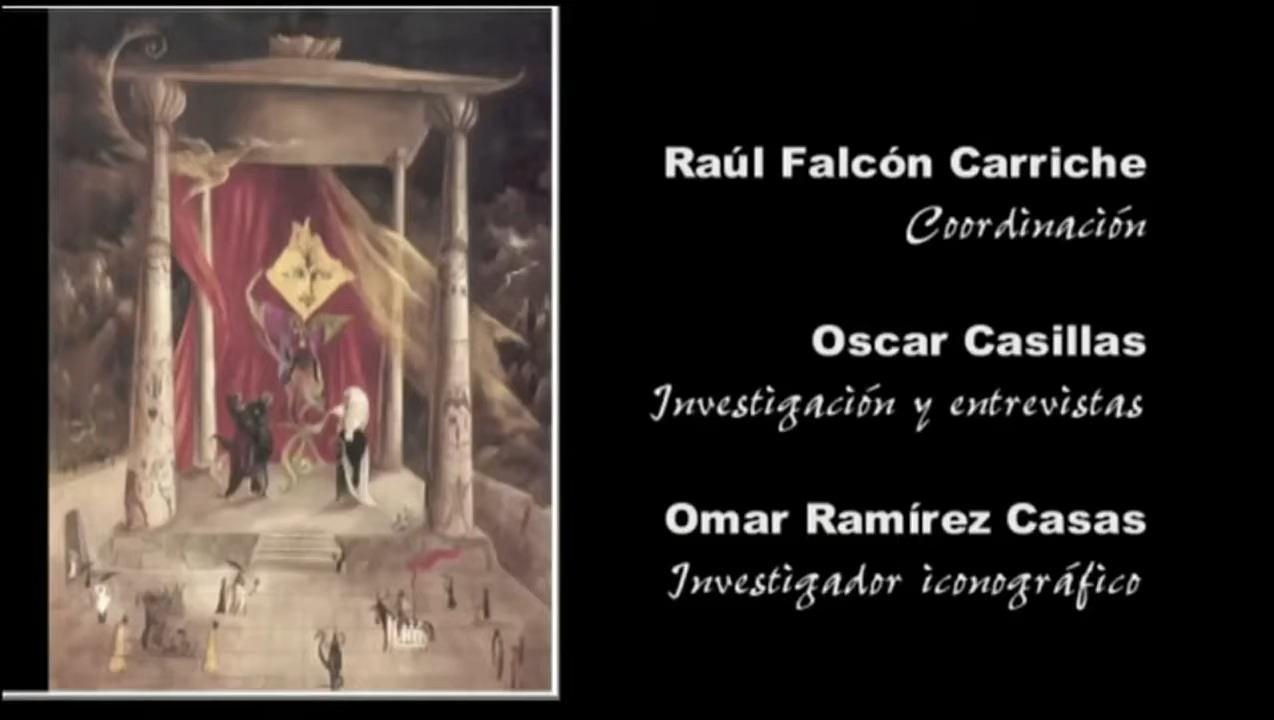 Raúl Falcón Carriche
Coordinación
Oscar Casillas
Investigación y entrevistas
Omar Ramírez Casas
Investigador iconográfico